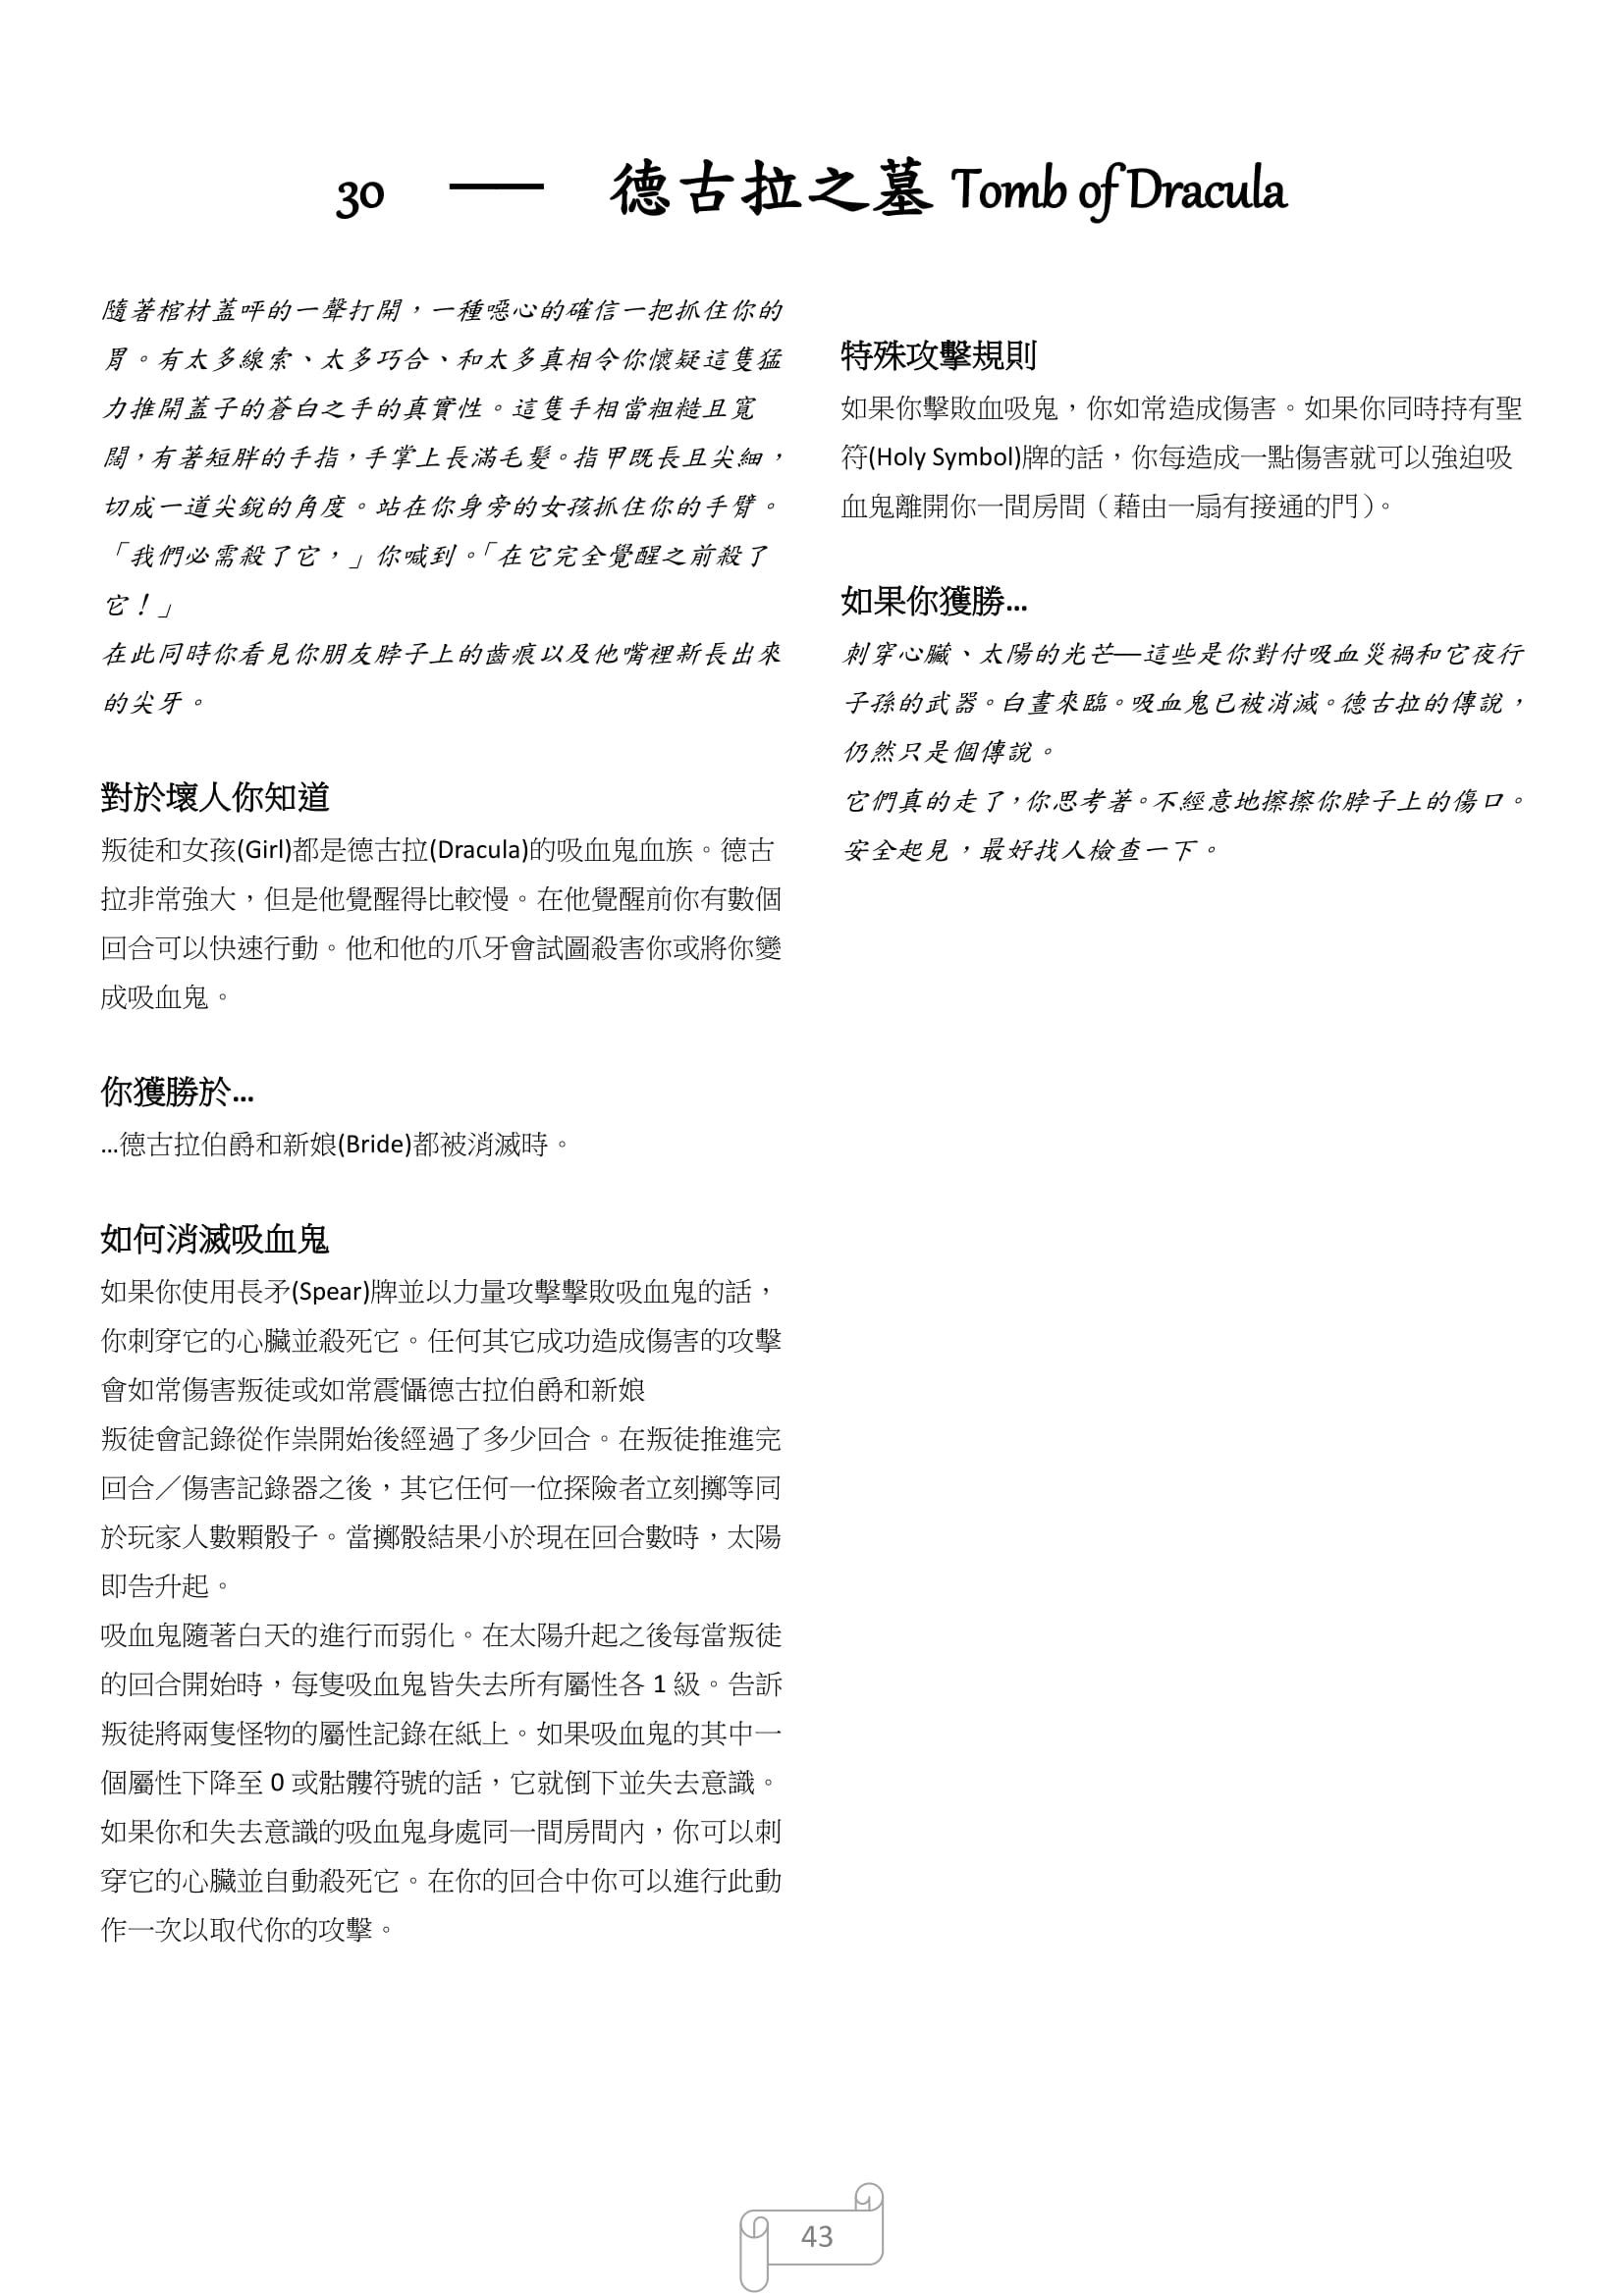 30 — 德古拉之墓 Tomb of Dracula
隨著棺材蓋呯的一聲打開，一種噁心的確信一把抓住你的
胃。有太多線索、太多巧合、和太多真相令你懷疑這隻猛
力推開蓋子的蒼白之手的真實性。這隻手相當粗糙且寬
闊，有著短胖的手指，手掌上長滿毛髮。指甲既長且尖細，
切成一道尖銳的角度。站在你身旁的女孩抓住你的手臂。
「我們必需殺了它，」你喊到。「在它完全覺醒之前殺了
它！」
在此同時你看見你朋友脖子上的齒痕以及他嘴裡新長出來
的尖牙。
對於壞人你知道
叛徒和女孩(Girl)都是德古拉(Dracula)的吸血鬼血族。德古
拉非常強大，但是他覺醒得比較慢。在他覺醒前你有數個
回合可以快速行動。他和他的爪牙會試圖殺害你或將你變
成吸血鬼。
你獲勝於…
…德古拉伯爵和新娘(Bride)都被消滅時。
如何消滅吸血鬼
如果你使用長矛(Spear)牌並以力量攻擊擊敗吸血鬼的話，
你刺穿它的心臟並殺死它。任何其它成功造成傷害的攻擊
會如常傷害叛徒或如常震懾德古拉伯爵和新娘
叛徒會記錄從作祟開始後經過了多少回合。在叛徒推進完
回合／傷害記錄器之後，其它任何一位探險者立刻擲等同
於玩家人數顆骰子。當擲骰結果小於現在回合數時，太陽
即告升起。
吸血鬼隨著白天的進行而弱化。在太陽升起之後每當叛徒
的回合開始時，每隻吸血鬼皆失去所有屬性各 1 級。告訴
叛徒將兩隻怪物的屬性記錄在紙上。如果吸血鬼的其中一
個屬性下降至 0 或骷髏符號的話，它就倒下並失去意識。
如果你和失去意識的吸血鬼身處同一間房間內，你可以刺
穿它的心臟並自動殺死它。在你的回合中你可以進行此動
作一次以取代你的攻擊。
特殊攻擊規則
如果你擊敗血吸鬼，你如常造成傷害。如果你同時持有聖
符(Holy Symbol)牌的話，你每造成一點傷害就可以強迫吸
血鬼離開你一間房間（藉由一扇有接通的門）。
如果你獲勝…
刺穿心臟、太陽的光芒—這些是你對付吸血災禍和它夜行
子孫的武器。白晝來臨。吸血鬼已被消滅。德古拉的傳說，
仍然只是個傳說。
它們真的走了，你思考著。不經意地擦擦你脖子上的傷口。
安全起見，最好找人檢查一下。
43